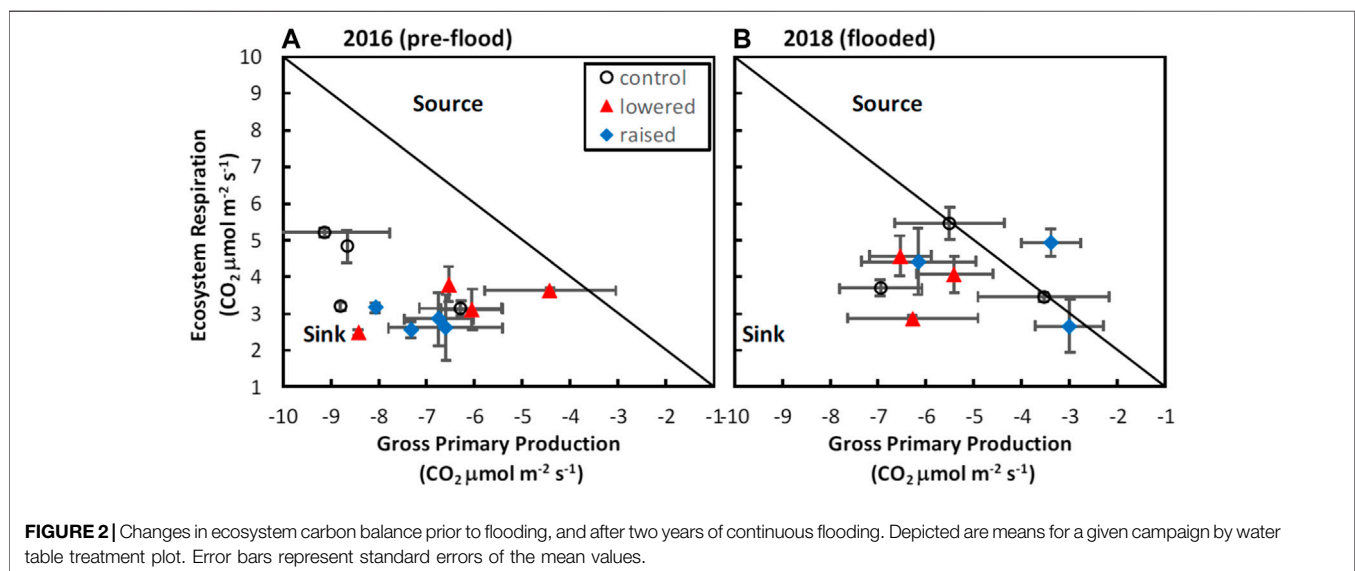 A 2016 (pre-flood)
B 2018 (flooded)
Ecosystem Respiration
(CO₂ μmol m⁻² s⁻¹)
10
9
8
7
6
5
4
3
2
1
Source
Sink
control
lowered
raised
-10 -9 -8 -7 -6 -5 -4 -3 -2 -1
Gross Primary Production
(CO₂ μmol m⁻² s⁻¹)
Source
Sink
-10 -9 -8 -7 -6 -5 -4 -3 -2 -1
Gross Primary Production
(CO₂ μmol m⁻² s⁻¹)
FIGURE 2 | Changes in ecosystem carbon balance prior to flooding, and after two years of continuous flooding. Depicted are means for a given campaign by water
table treatment plot. Error bars represent standard errors of the mean values.